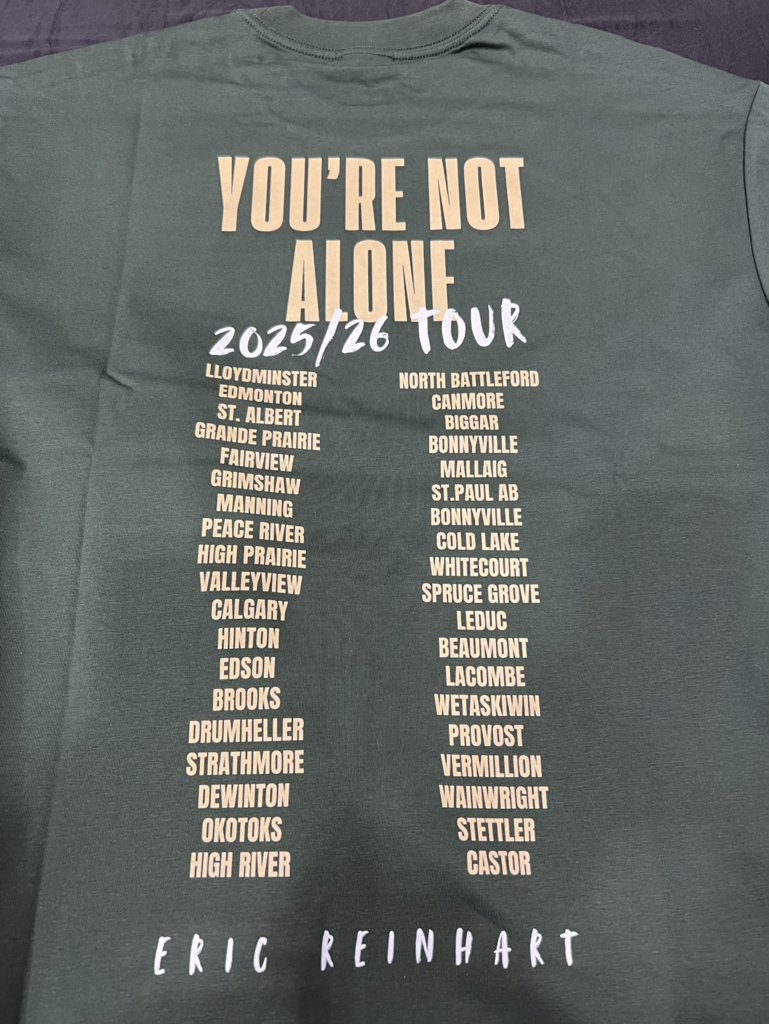 YOU'RE NOT
ALONE
2025/26 TOUR
LLOYDMINSTER
EDMONTON
ST. ALBERT
GRANDE PRAIRIE
FAIRVIEW
GRIMSHAW
MANNING
PEACE RIVER
HIGH PRAIRIE
VALLEYVIEW
CALGARY
HINTON
EDSON
BROOKS
DRUMHELLER
STRATHMORE
DEWINTON
OKOTOKS
HIGH RIVER
NORTH BATTLEFORD
CANMORE
BIGGAR
BONNYVILLE
MALLAIG
ST.PAUL AB
BONNYVILLE
COLD LAKE
WHITECOURT
SPRUCE GROVE
LEDUC
BEAUMONT
LACOMBE
WETASKIWIN
PROVOST
VERMILLION
WAINWRIGHT
STETTLER
CASTOR
ERIC REINHART